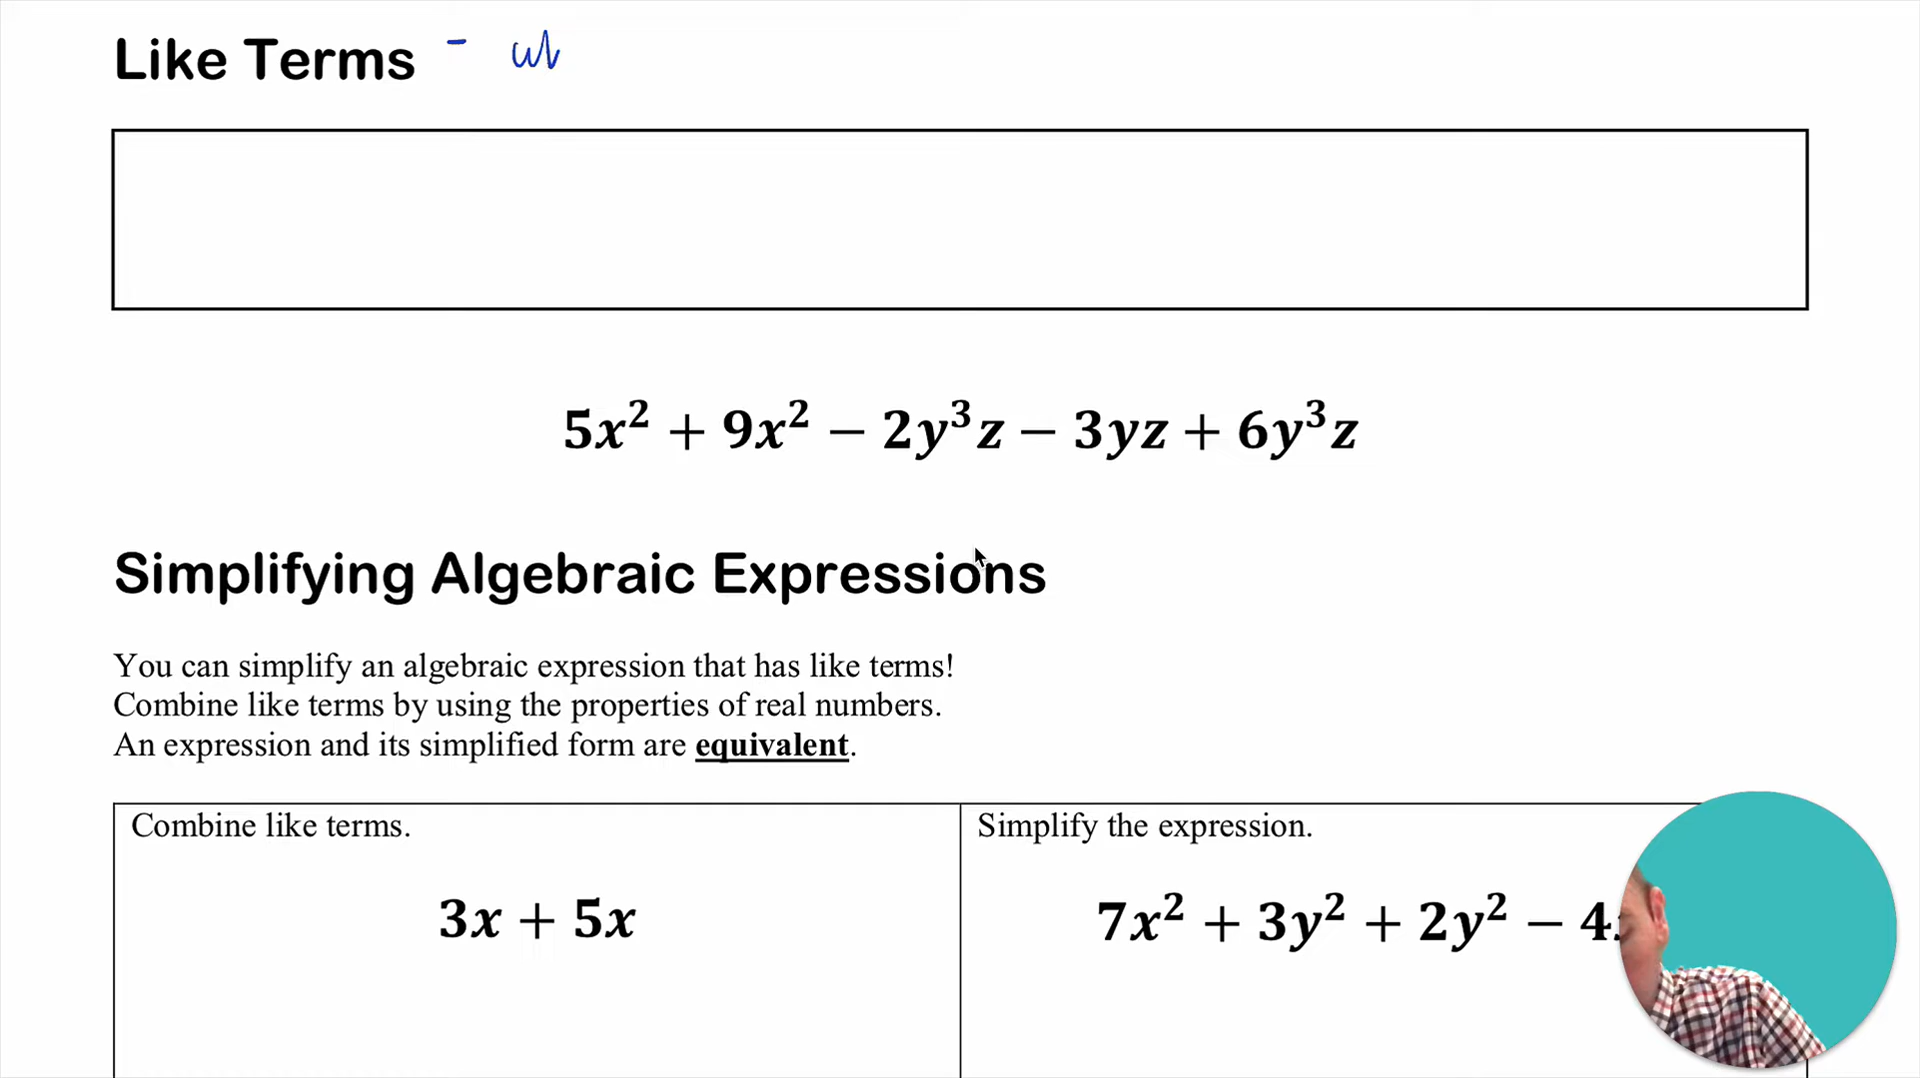 Like Terms -
5x² + 9x² − 2y³z − 3yz + 6y³z
Simplifying Algebraic Expressions
You can simplify an algebraic expression that has like terms!
Combine like terms by using the properties of real numbers.
An expression and its simplified form are equivalent.
Combine like terms.
3x + 5x
Simplify the expression.
7x² + 3y² + 2y² − 4